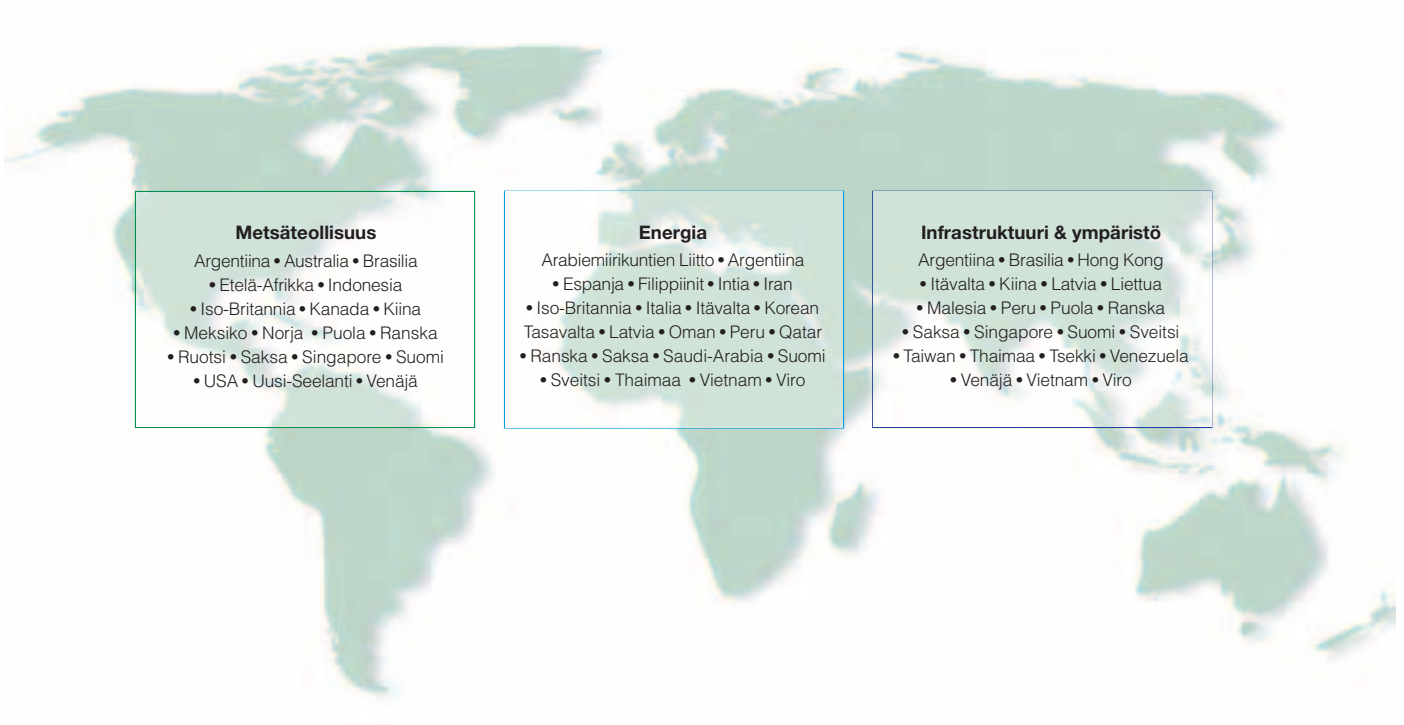 Metsäteollisuus
Argentiina • Australia • Brasilia
• Etelä-Afrikka • Indonesia
• Iso-Britannia • Kanada • Kiina
• Meksiko • Norja • Puola • Ranska
• Ruotsi • Saksa • Singapore • Suomi
• USA • Uusi-Seelanti • Venäjä
Energia
Arabiemiirikuntien Liitto • Argentiina
• Espanja • Filippiinit • Intia • Iran
• Iso-Britannia • Italia • Itävalta • Korean
Tasavalta • Latvia • Oman • Peru • Qatar
• Ranska • Saksa • Saudi-Arabia • Suomi
• Sveitsi • Thaimaa • Vietnam • Viro
Infrastruktuuri & ympäristö
Argentiina • Brasilia • Hong Kong
• Itävalta • Kiina • Latvia • Liettua
• Malesia • Peru • Puola • Ranska
• Saksa • Singapore • Suomi • Sveitsi
• Taiwan • Thaimaa • Tsekki • Venezuela
• Venäjä • Vietnam • Viro